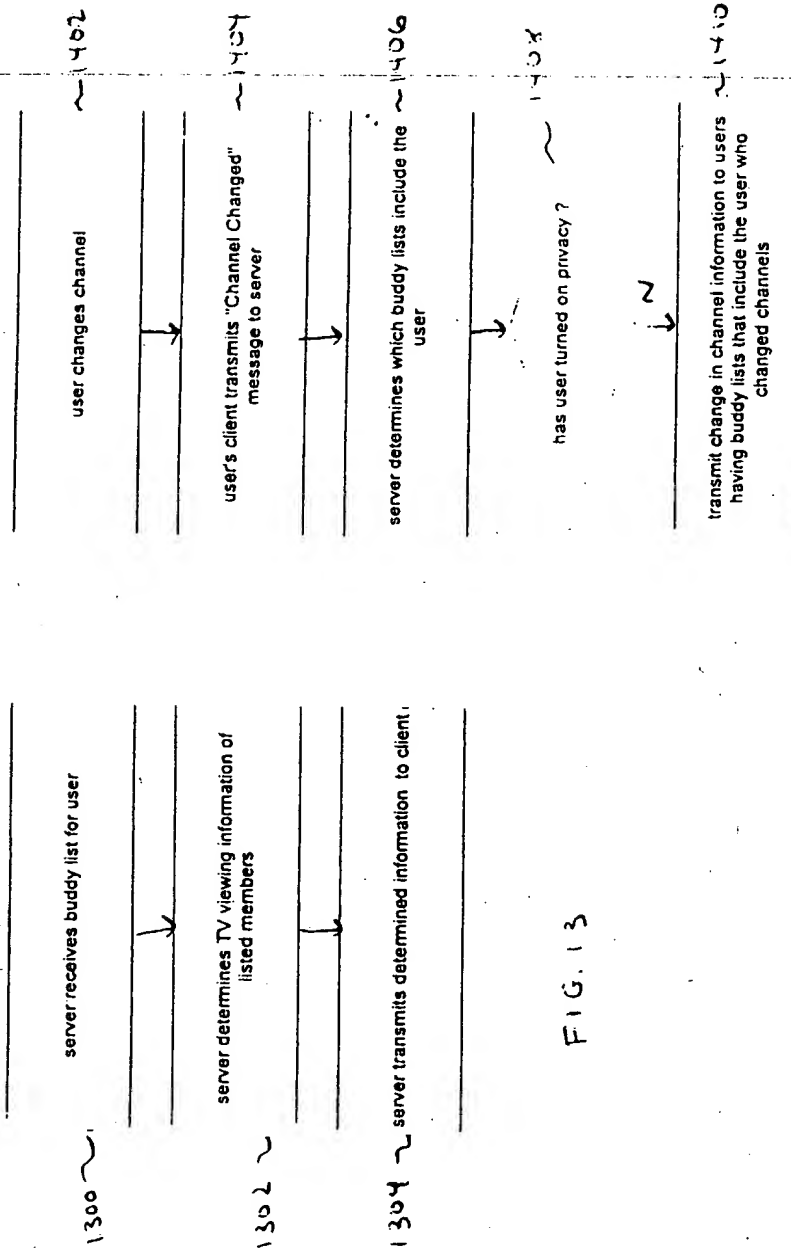 1300
server receives buddy list for user
1302
server determines TV viewing information of
listed members
1304
server transmits determined information to client
FIG. 13
user changes channel
1402
user's client transmits "Channel Changed"
message to server
1404
server determines which buddy lists include the
user
1406
has user turned on privacy ?
1408
N
transmit change in channel information to users
having buddy lists that include the user who
changed channels
1410